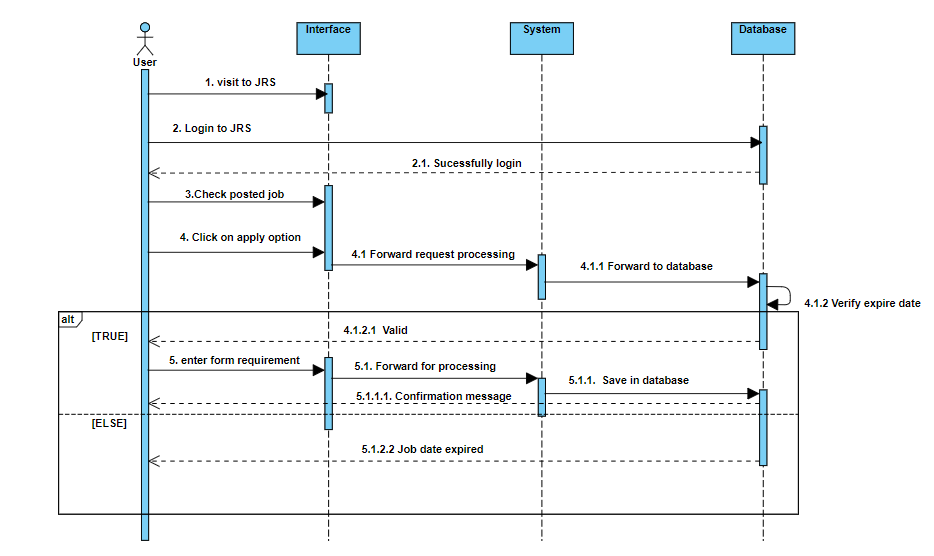 User
Interface
System
Database
1. visit to JRS
2. Login to JRS
2.1. Sucessfully login
3.Check posted job
4. Click on apply option
4.1 Forward request processing
4.1.1 Forward to database
4.1.2 Verify expire date
alt
[TRUE]
4.1.2.1 Valid
5. enter form requirement
5.1. Forward for processing
5.1.1. Save in database
5.1.1.1. Confirmation message
[ELSE]
5.1.2.2 Job date expired